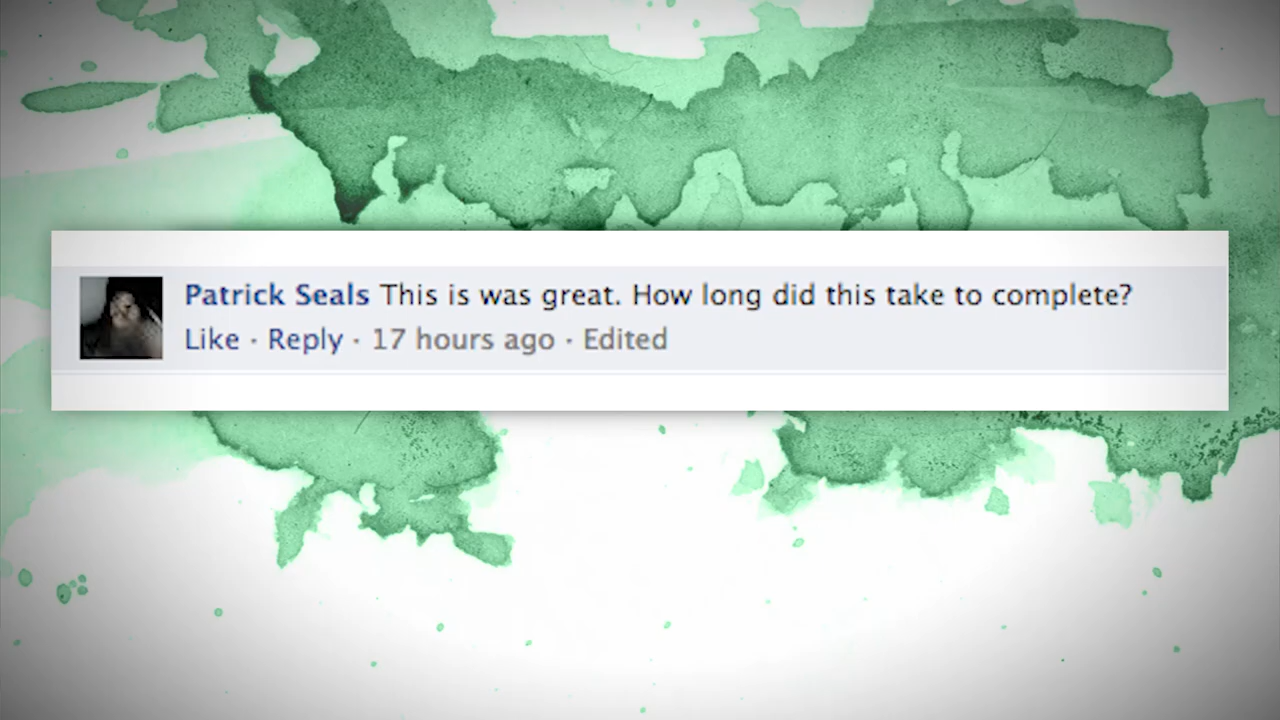 Patrick Seals This is was great. How long did this take to complete?
Like · Reply · 17 hours ago · Edited